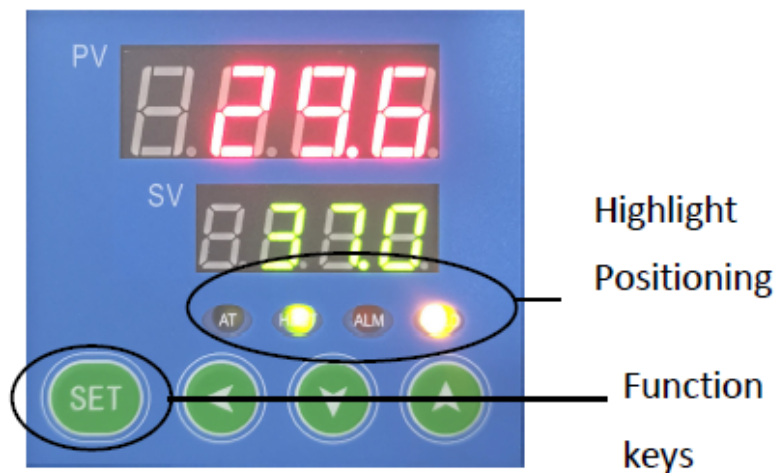 PV
29.6
SV
37.0
Highlight
Positioning
AT
ALM
SET
Function
keys